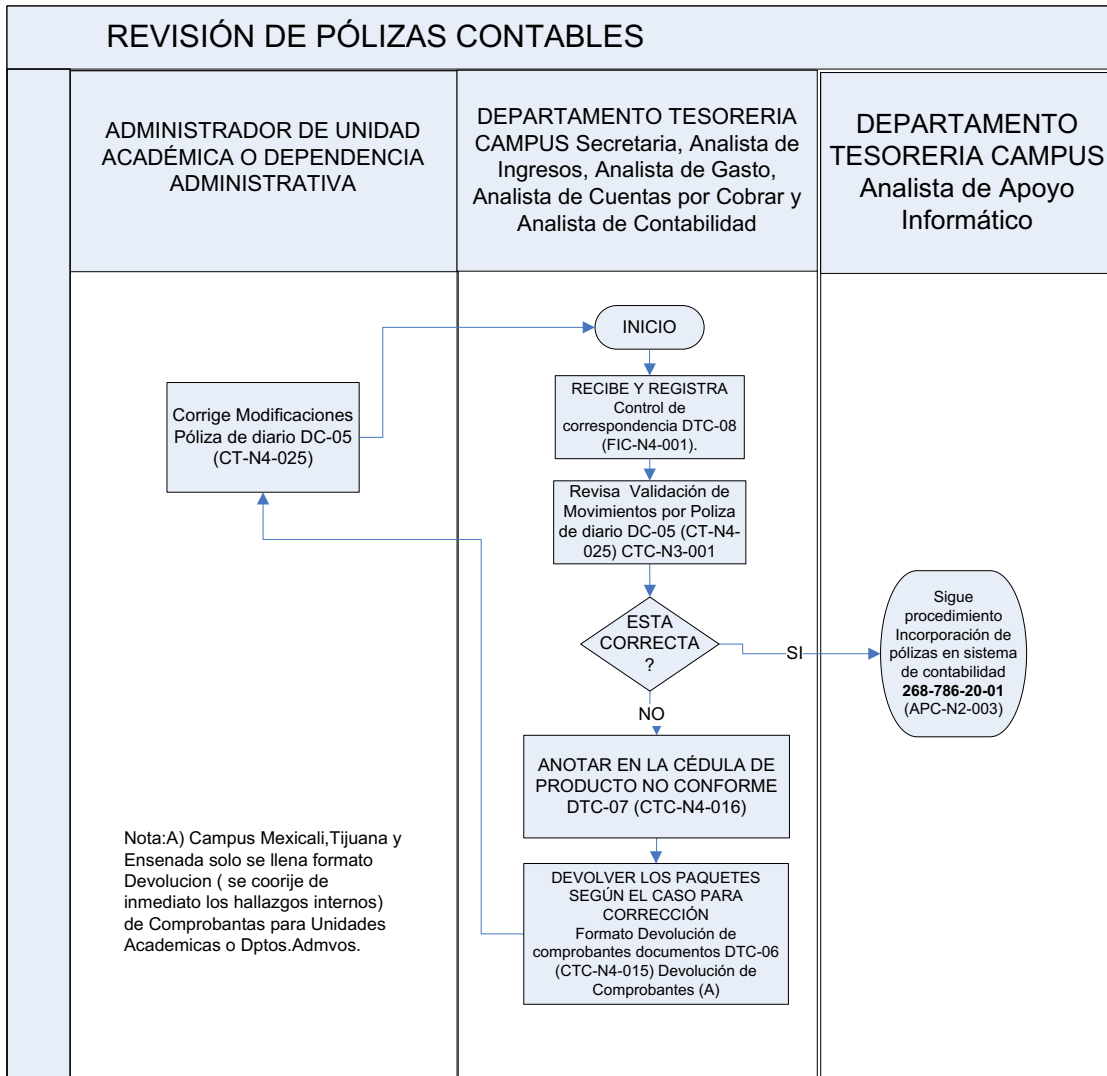 REVISIÓN DE PÓLIZAS CONTABLES
ADMINISTRADOR DE UNIDAD
ACADÉMICA O DEPENDENCIA
ADMINISTRATIVA
DEPARTAMENTO TESORERIA
CAMPUS Secretaria, Analista de
Ingresos, Analista de Gasto,
Analista de Cuentas por Cobrar y
Analista de Contabilidad
DEPARTAMENTO
TESORERIA CAMPUS
Analista de Apoyo
Informático
INICIO
RECIBE Y REGISTRA
Control de
correspondencia DTC-08
(FIC-N4-001).
Corrige Modificaciones
Póliza de diario DC-05
(CT-N4-025)
Revisa Validación de
Movimientos por Poliza
de diario DC-05 (CT-N4-
025) CTC-N3-001
ESTA
CORRECTA
?
SI
Sigue
procedimiento
Incorporación de
pólizas en sistema
de contabilidad
268-786-20-01
(APC-N2-003)
NO
ANOTAR EN LA CÉDULA DE
PRODUCTO NO CONFORME
DTC-07 (CTC-N4-016)
DEVOLVER LOS PAQUETES
SEGÚN EL CASO PARA
CORRECCIÓN
Formato Devolución de
comprobantes documentos DTC-06
(CTC-N4-015) Devolución de
Comprobantes (A)
Nota:A) Campus Mexicali,Tijuana y
Ensenada solo se llena formato
Devolucion ( se coorije de
inmediato los hallazgos internos)
de Comprobantas para Unidades
Academicas o Dptos.Admvos.